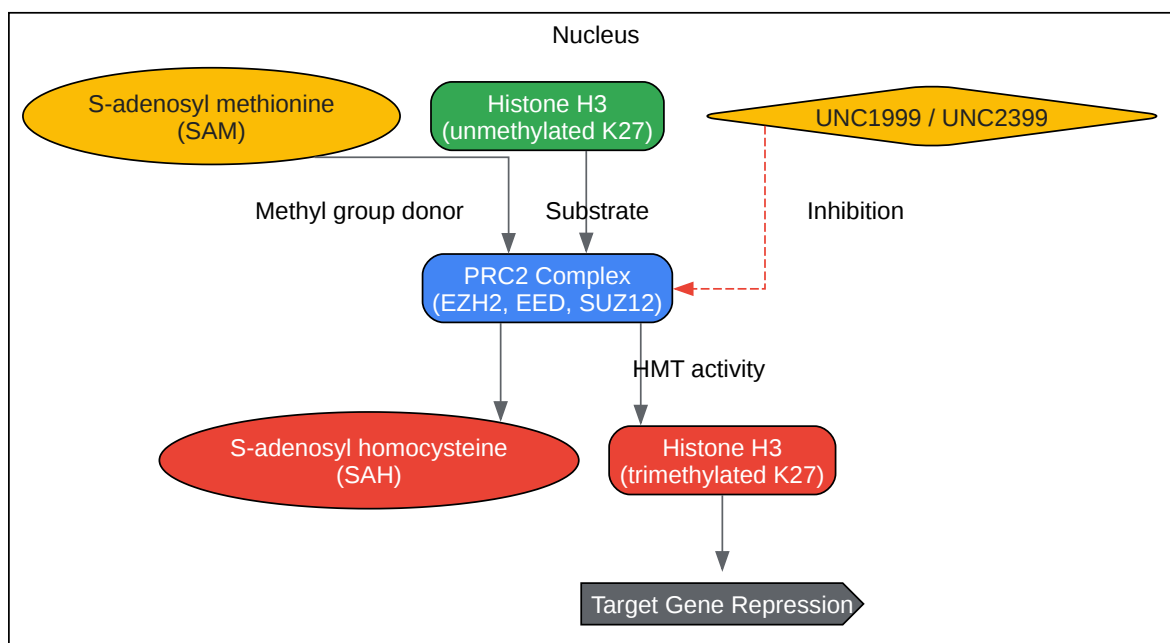 Nucleus
S-adenosyl methionine
(SAM)
Histone H3
(unmethylated K27)
UNC1999 / UNC2399
Methyl group donor
Substrate
Inhibition
PRC2 Complex
(EZH2, EED, SUZ12)
HMT activity
S-adenosyl homocysteine
(SAH)
Histone H3
(trimethylated K27)
Target Gene Repression